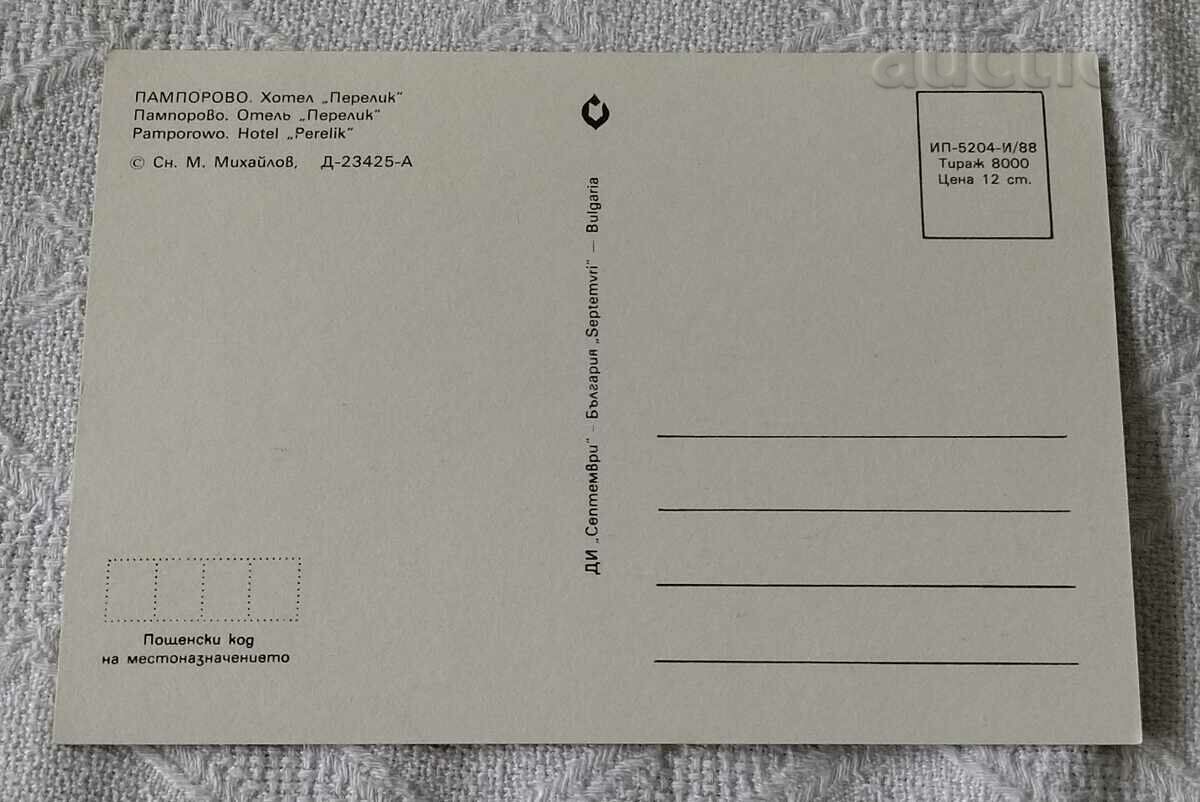 ПАМПОРОВО. Хотел „Перелик"
Пампорово. Отель „Перелик"
Pamporowo. Hotel „Perelik"
© Сн. М. Михайлов, Д-23425-А
ДИ „Септември" - България „Septemvri" — Bulgaria
ИП-5204-И/88
Тираж 8000
Цена 12 ст.
Пощенски код
на местоназначението